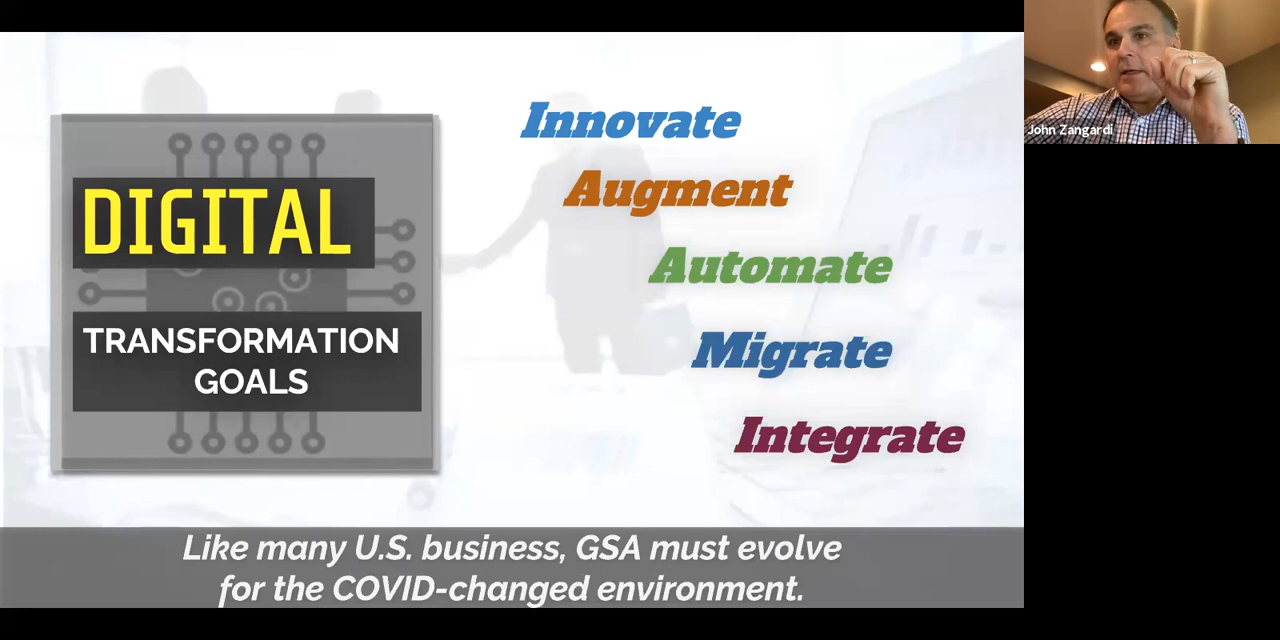 DIGITAL
TRANSFORMATION
GOALS
Innovate
Augment
Automate
Migrate
Integrate
Like many U.S. business, GSA must evolve
for the COVID-changed environment.
John Zangardi